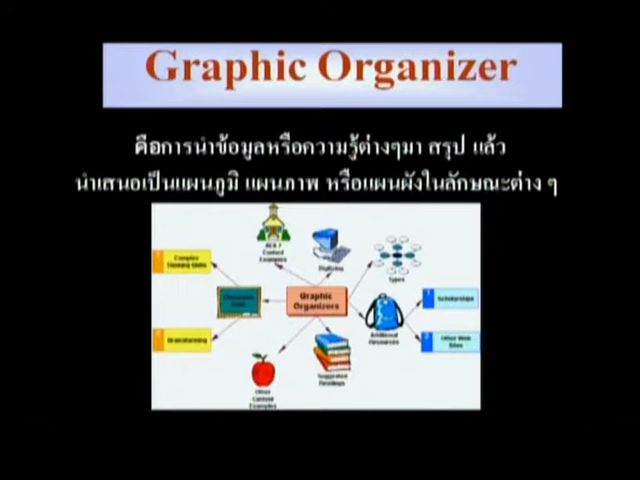 Graphic Organizer
คือการนำข้อมูลหรือความรู้ต่างๆมา สรุป แล้ว
นำเสนอเป็นแผนภูมิ แผนภาพ หรือแผนผังในลักษณะต่าง ๆ
Content
Examples
Complex
Thinking Skills
Types
Graphic
Organizers
1 Scholarships
Additional
Resources
2 Other Web
Sites
Brainstorming
Suggested
Readings
Other
Content
Examples